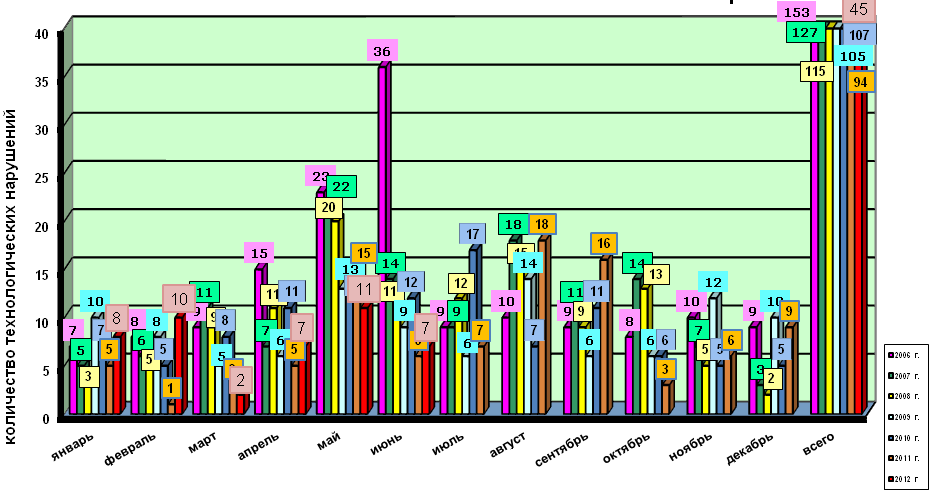 количество технологических нарушений
40
35
30
25
20
15
10
5
0
7 5 3 10 7 5 8
8 6 5 8 5 1 10
9 11 9 5 8 2
15 7 11 6 11 5 7
23 22 20 13 15 11
36 14 11 9 12 7
9 9 12 6 17 7
10 18 15 14 7 18
9 11 9 6 11 16
8 14 13 6 6 3
10 7 5 12 5 6
9 3 2 10 5 9
153 127 115 105 107 94 45
январь
февраль
март
апрель
май
июнь
июль
август
сентябрь
октябрь
ноябрь
декабрь
всего
2006 г.
2007 г.
2008 г.
2009 г.
2010 г.
2011 г.
2012 г.